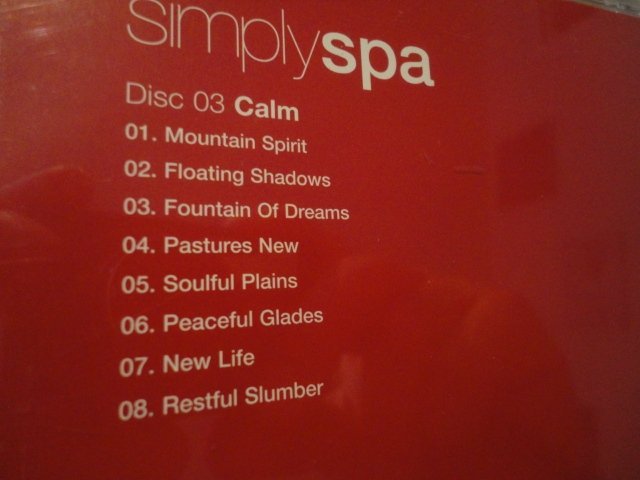 simplyspa
Disc 03 Calm
01. Mountain Spirit
02. Floating Shadows
03. Fountain Of Dreams
04. Pastures New
05. Soulful Plains
06. Peaceful Glades
07. New Life
08. Restful Slumber